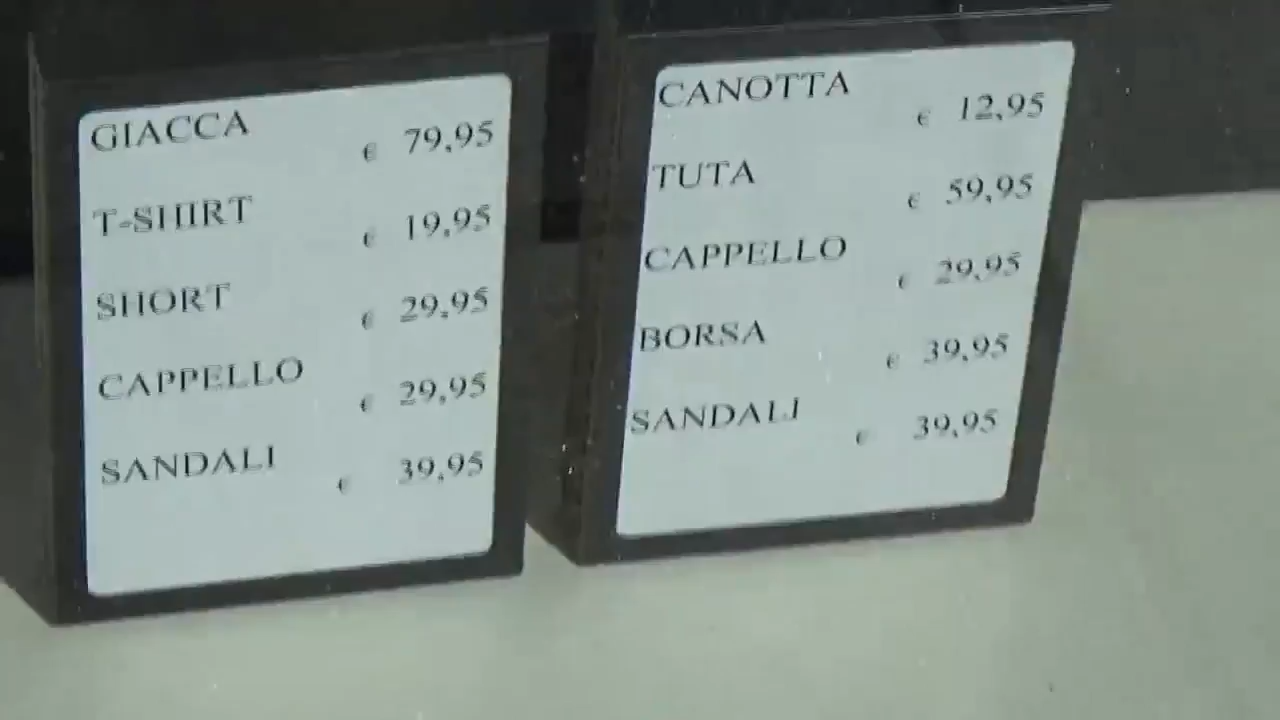 GIACCA € 79,95
T-SHIRT € 19,95
SHORT € 29,95
CAPPELLO € 29,95
SANDALI € 39,95
CANOTTA € 12,95
TUTA € 59,95
CAPPELLO € 29,95
BORSA € 39,95
SANDALI € 39,95